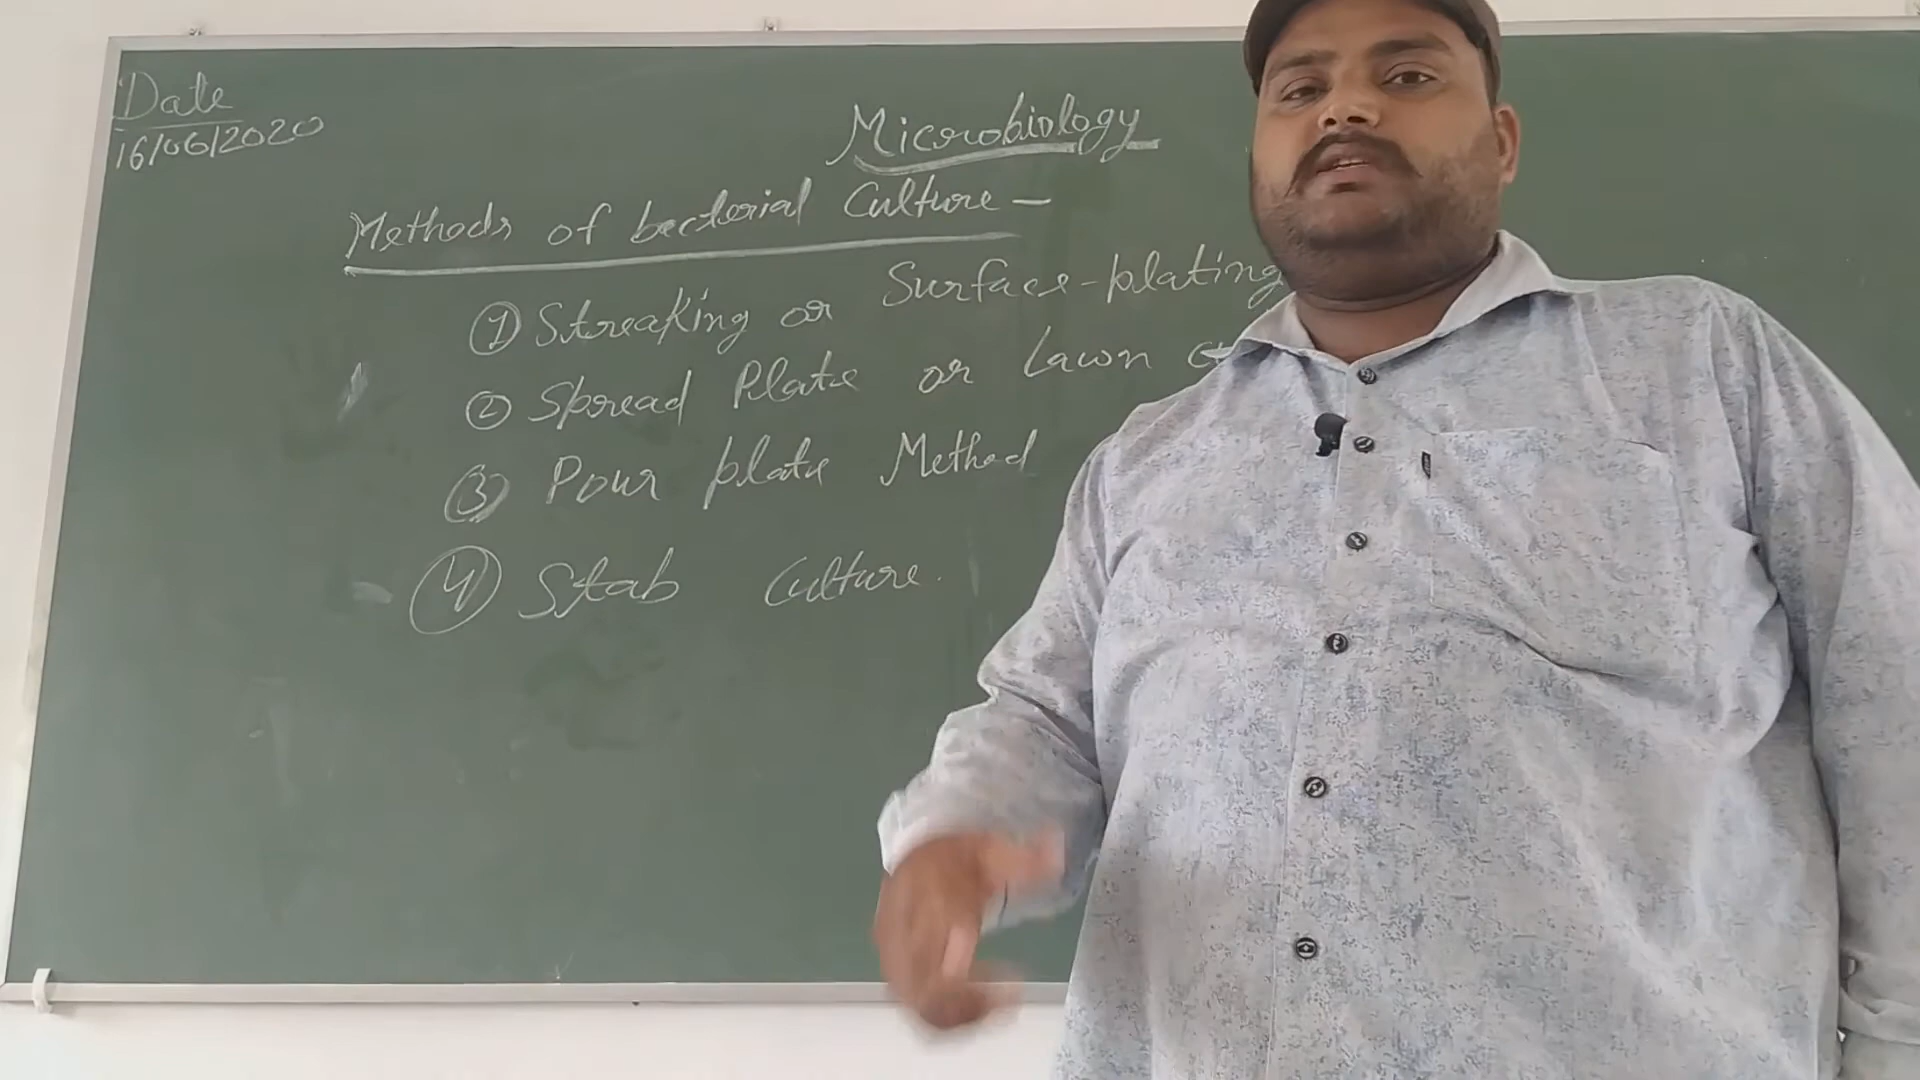 Date
16/06/2020
Microbiology
Methods of bacterial Culture -
① Streaking or Surface-plating
② Spread Plate or Lawn
③ Pour plate Method
④ Stab Culture.